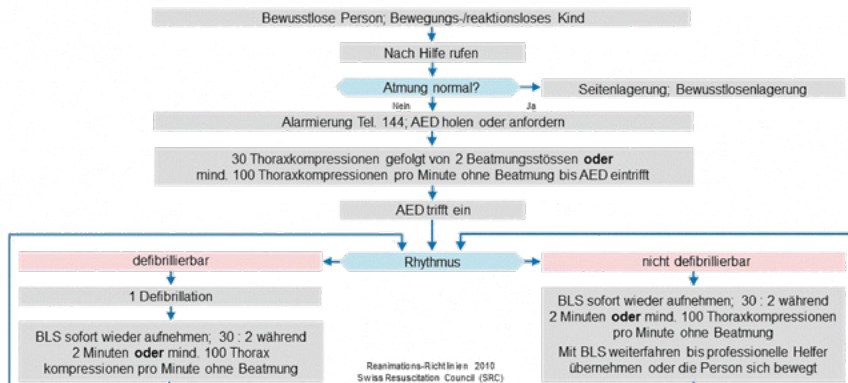 Bewusstlose Person; Bewegungs-/reaktionsloses Kind
Nach Hilfe rufen
Atmung normal?
Seitenlagerung; Bewusstlosenlagerung
Nein
Ja
Alarmierung Tel. 144; AED holen oder anfordern
30 Thoraxkompressionen gefolgt von 2 Beatmungsstössen oder
mind. 100 Thoraxkompressionen pro Minute ohne Beatmung bis AED eintrifft
AED trifft ein
Rhythmus
defibrillierbar
1 Defibrillation
BLS sofort wieder aufnehmen; 30 : 2 während
2 Minuten oder mind. 100 Thorax
kompressionen pro Minute ohne Beatmung
nicht defibrillierbar
BLS sofort wieder aufnehmen; 30 : 2 während
2 Minuten oder mind. 100 Thoraxkompressionen
pro Minute ohne Beatmung
Mit BLS weiterfahren bis professionelle Helfer
übernehmen oder die Person sich bewegt
Reanimations-Richtlinien 2010
Swiss Resuscitation Council (SRC)